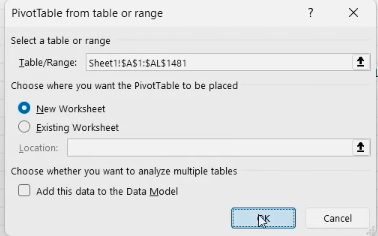 PivotTable from table or range ?
Select a table or range
Table/Range: Sheet1!$A$1:$AL$1481
Choose where you want the PivotTable to be placed
New Worksheet
Existing Worksheet
Location:
Choose whether you want to analyze multiple tables
Add this data to the Data Model
OK Cancel